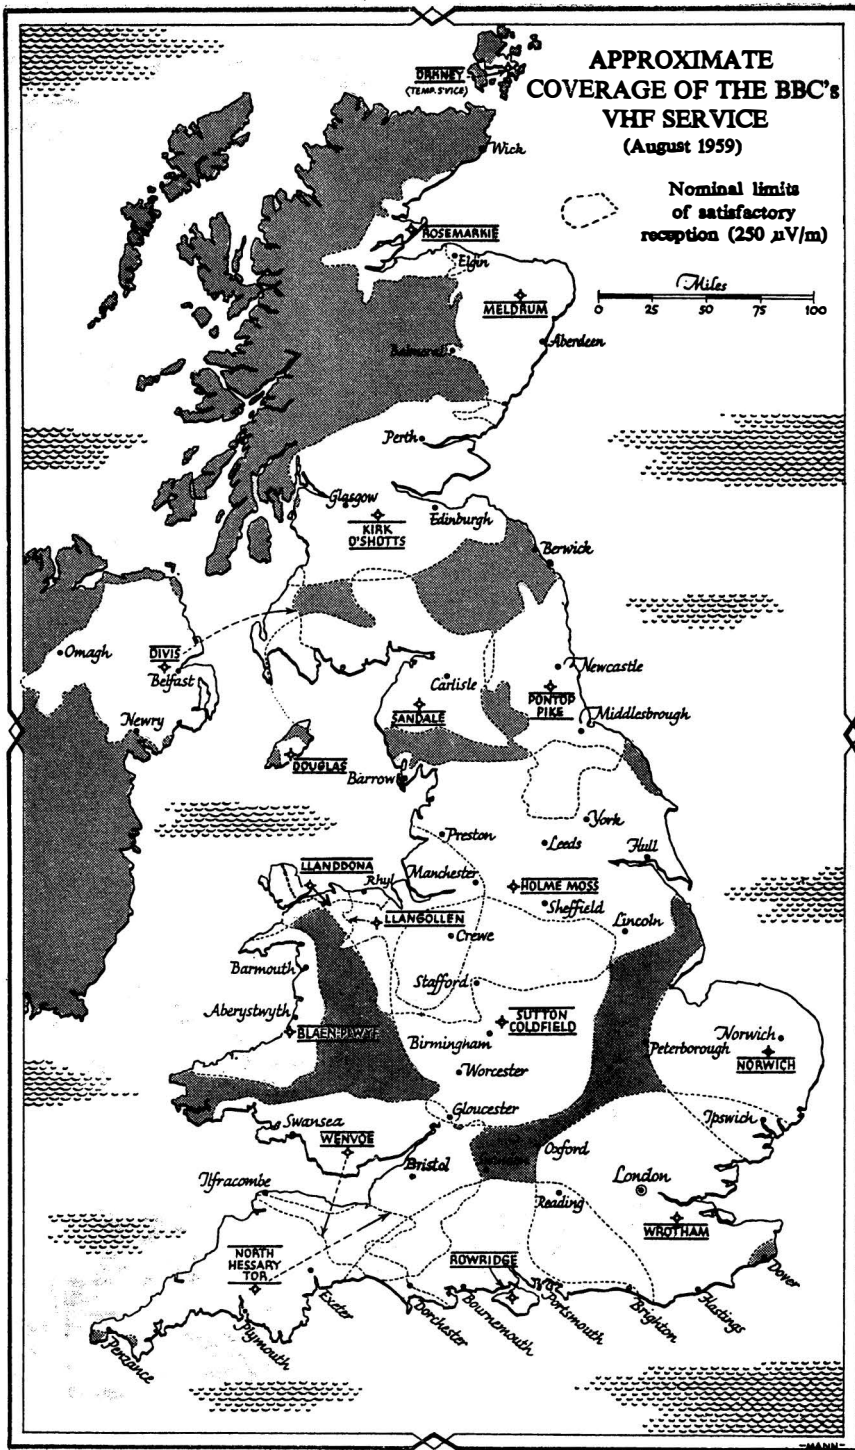 APPROXIMATE
COVERAGE OF THE BBC's
VHF SERVICE
(August 1959)
Nominal limits
of satisfactory
reception (250 µV/m)
Miles
0 25 50 75 100
ORKNEY
(TEMP. S'VICE)
Wick
ROSEMARKIE
Elgin
MELDRUM
Balmoral
Aberdeen
Perth
Glasgow
KIRK
O'SHOTTS
Edinburgh
Berwick
Omagh
DIVIS
Belfast
Newry
Carlisle
Newcastle
SANDALE
PONTOP
PIKE
Middlesbrough
DOUGLAS
Barrow
York
Preston
Leeds
Hull
LLANDDONA
Rhyl
Manchester
HOLME MOSS
Sheffield
LLANGOLLEN
Lincoln
Crewe
Barmouth
Stafford
Aberystwyth
BLAEN-PLWYF
SUTTON
COLDFIELD
Birmingham
Norwich
NORWICH
Peterborough
Worcester
Gloucester
Ipswich
Swansea
WENVOE
Oxford
Bristol
London
Ilfracombe
Reading
WROTHAM
NORTH
HESSARY
TOR
ROWRIDGE
Dover
Exeter
Dorchester
Bournemouth
Portsmouth
Brighton
Hastings
Plymouth
Penzance
-MANN-